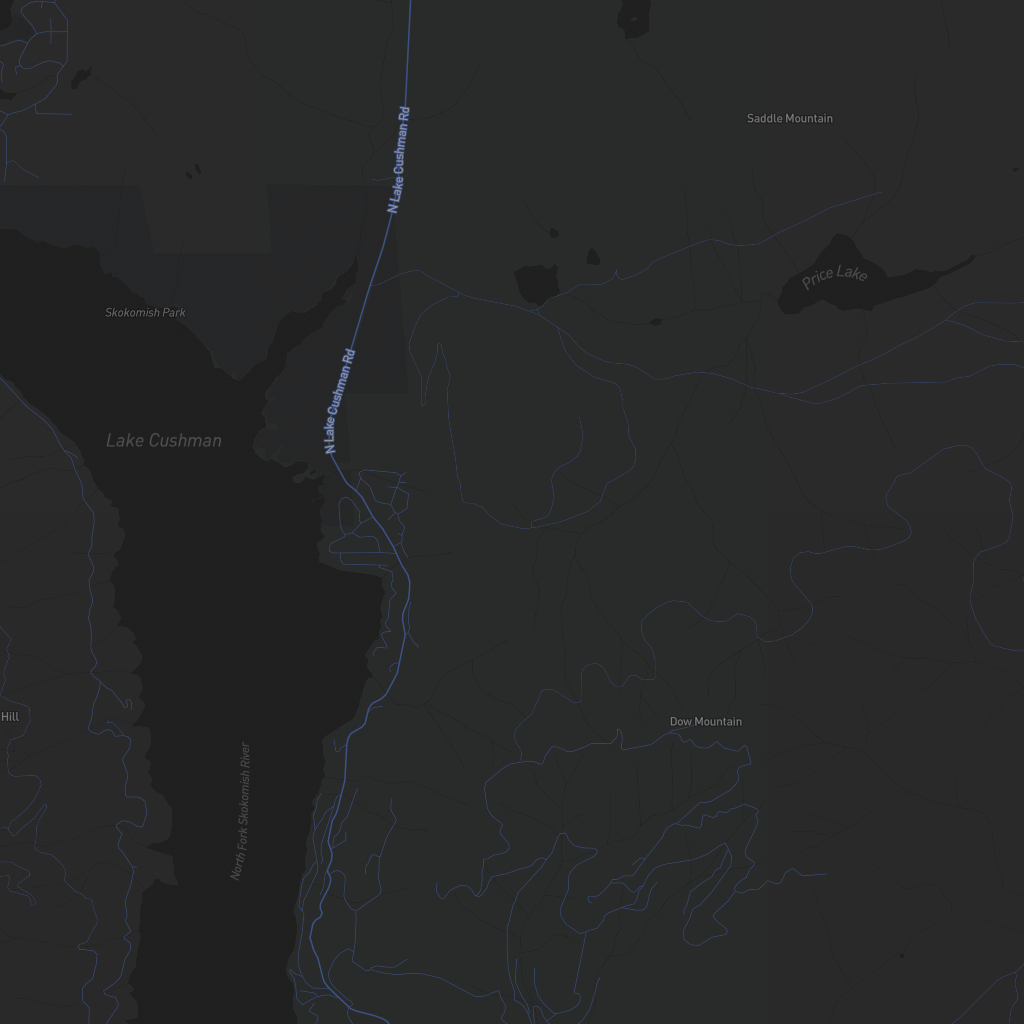 Saddle Mountain
N Lake Cushman Rd
Price Lake
Skokomish Park
N Lake Cushman Rd
Lake Cushman
Hill
Dow Mountain
North Fork Skokomish River